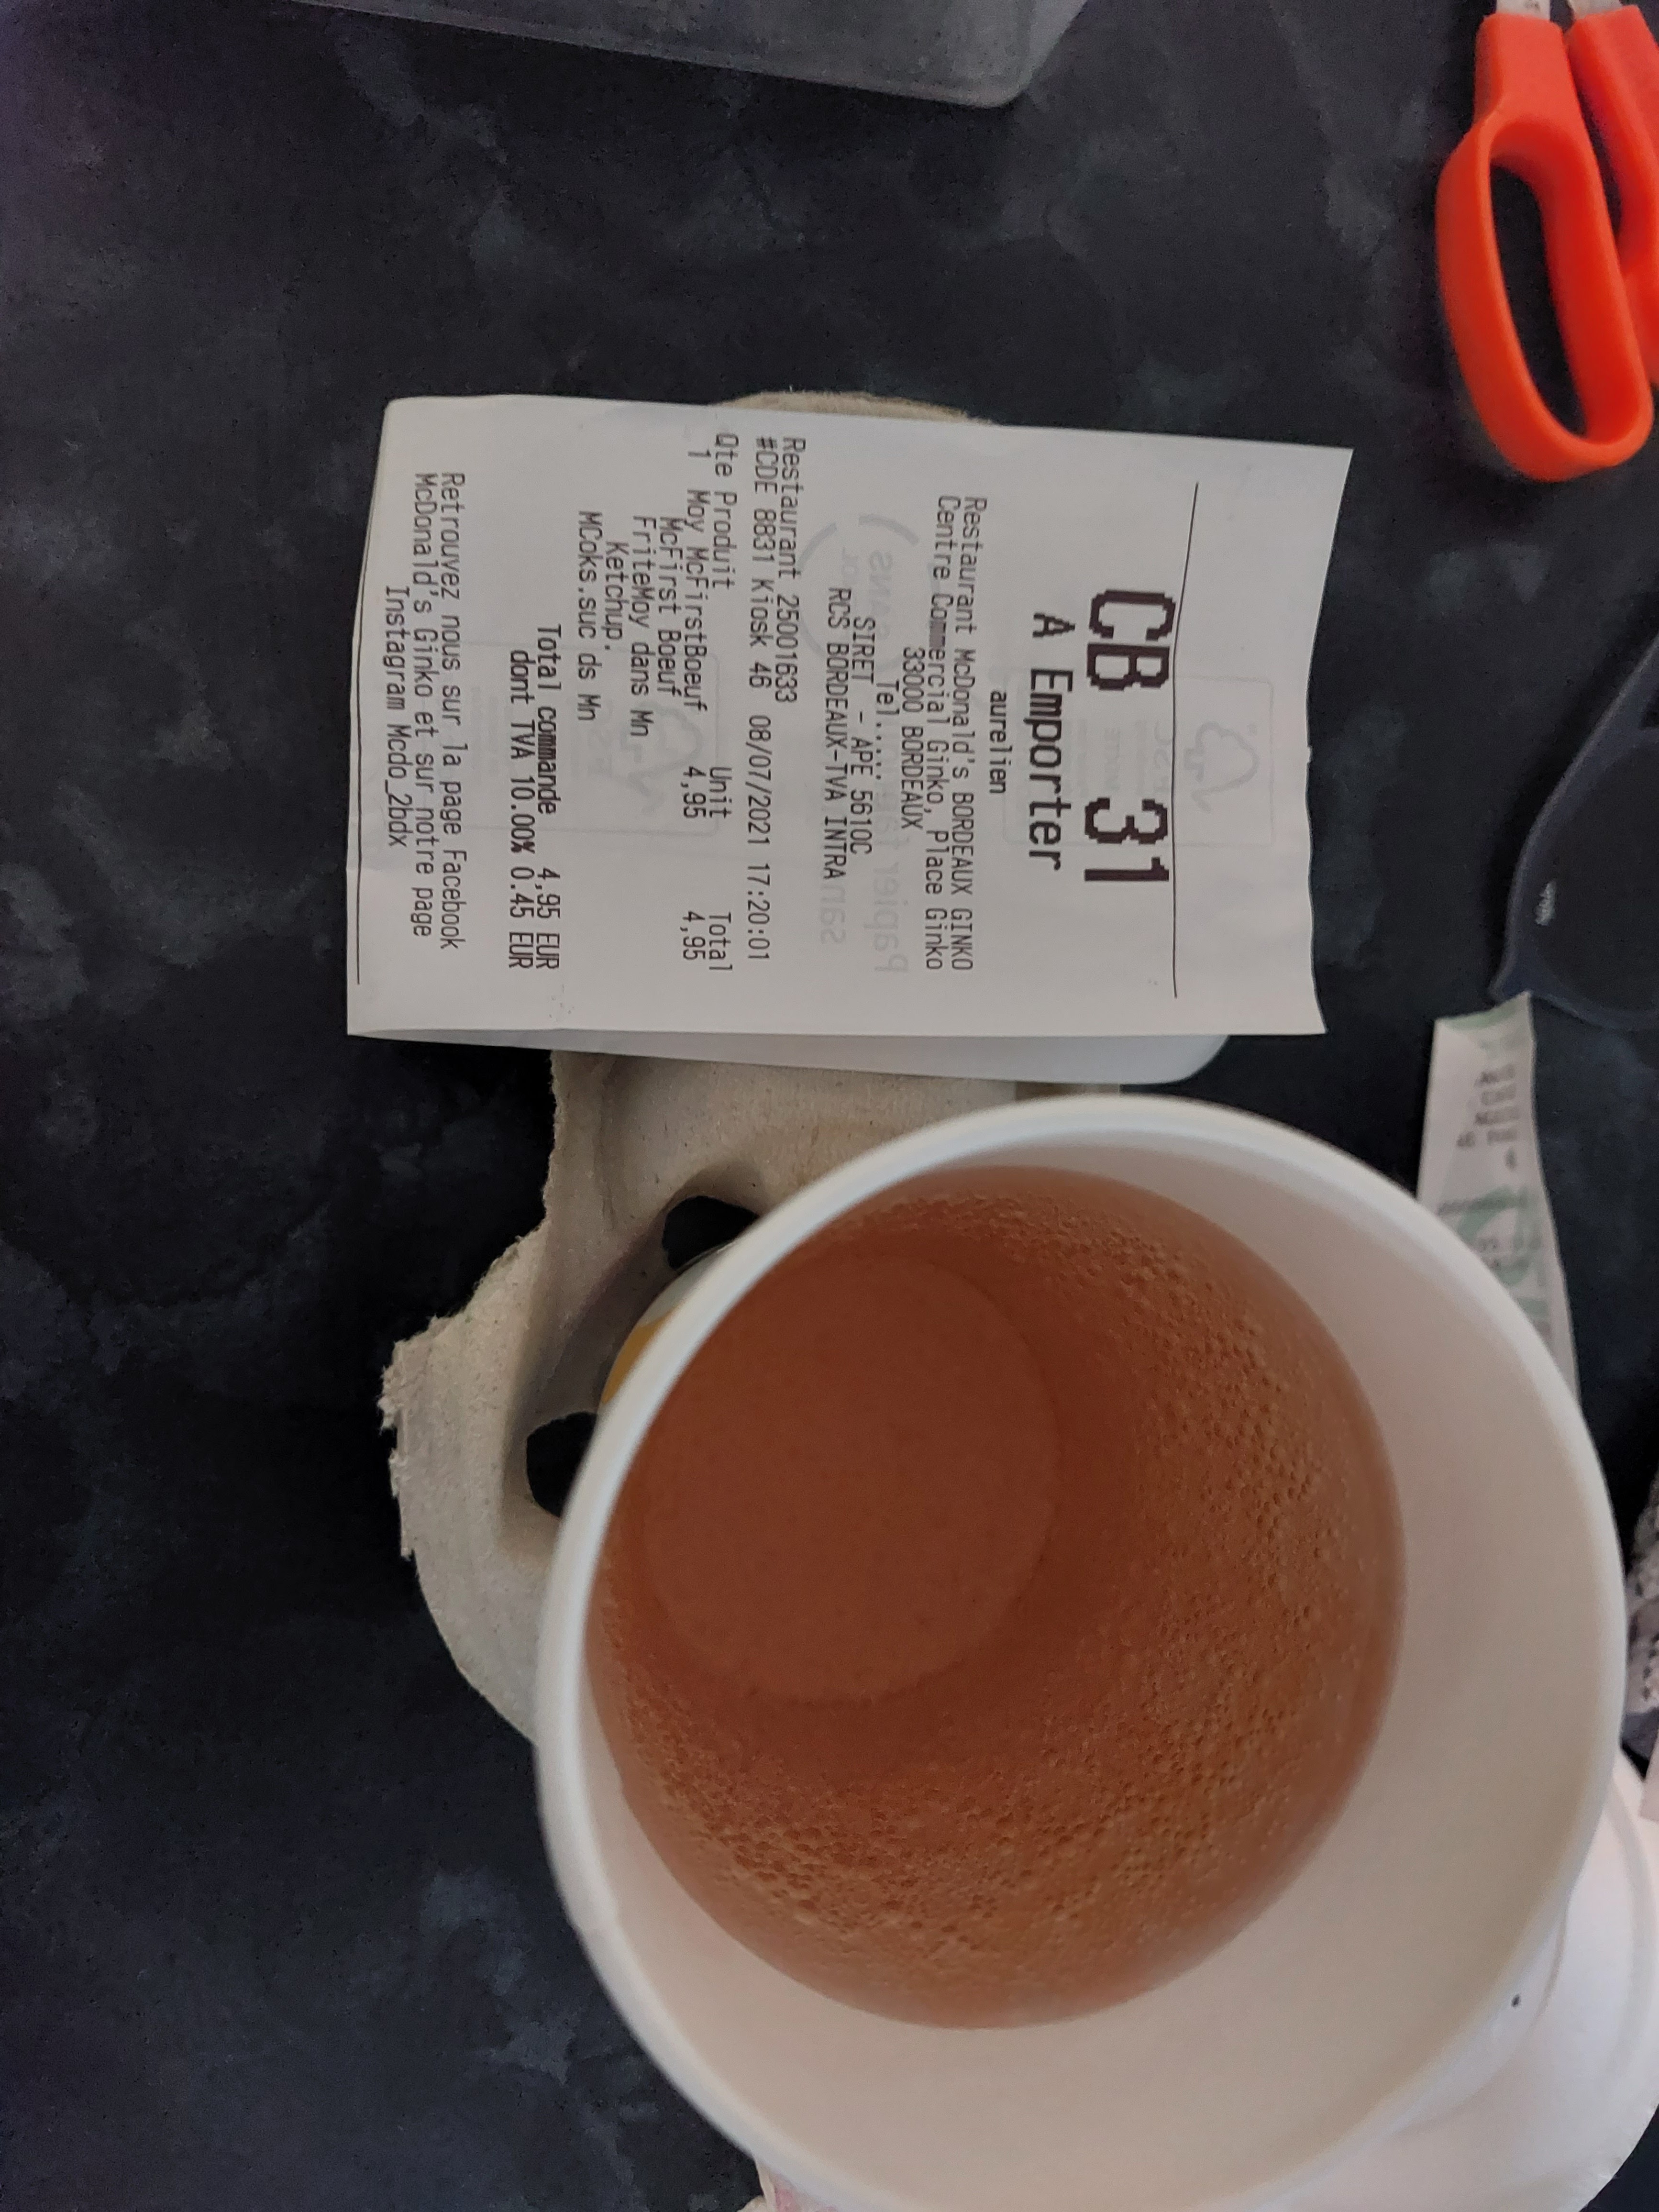 CB 31
A Emporter
aurelien
Restaurant McDonald's BORDEAUX GINKO
Centre Commercial Ginko, Place Ginko
33000 BORDEAUX
Tel.
SIRET - APE 5610C
RCS BORDEAUX-TVA INTRA
Restaurant 25001633
#CDE 8831 Kiosk 46 08/07/2021 17:20:01
Qte Produit Unit Total
1 Moy McFirstBoeuf 4,95 4,95
McFirst Boeuf
FriteMoy dans Mn
Ketchup.
MCoks.suc ds Mn
Total commande 4,95 EUR
dont TVA 10.00% 0.45 EUR
Retrouvez nous sur la page Facebook
McDonald's Ginko et sur notre page
Instagram Mcdo_2bdx